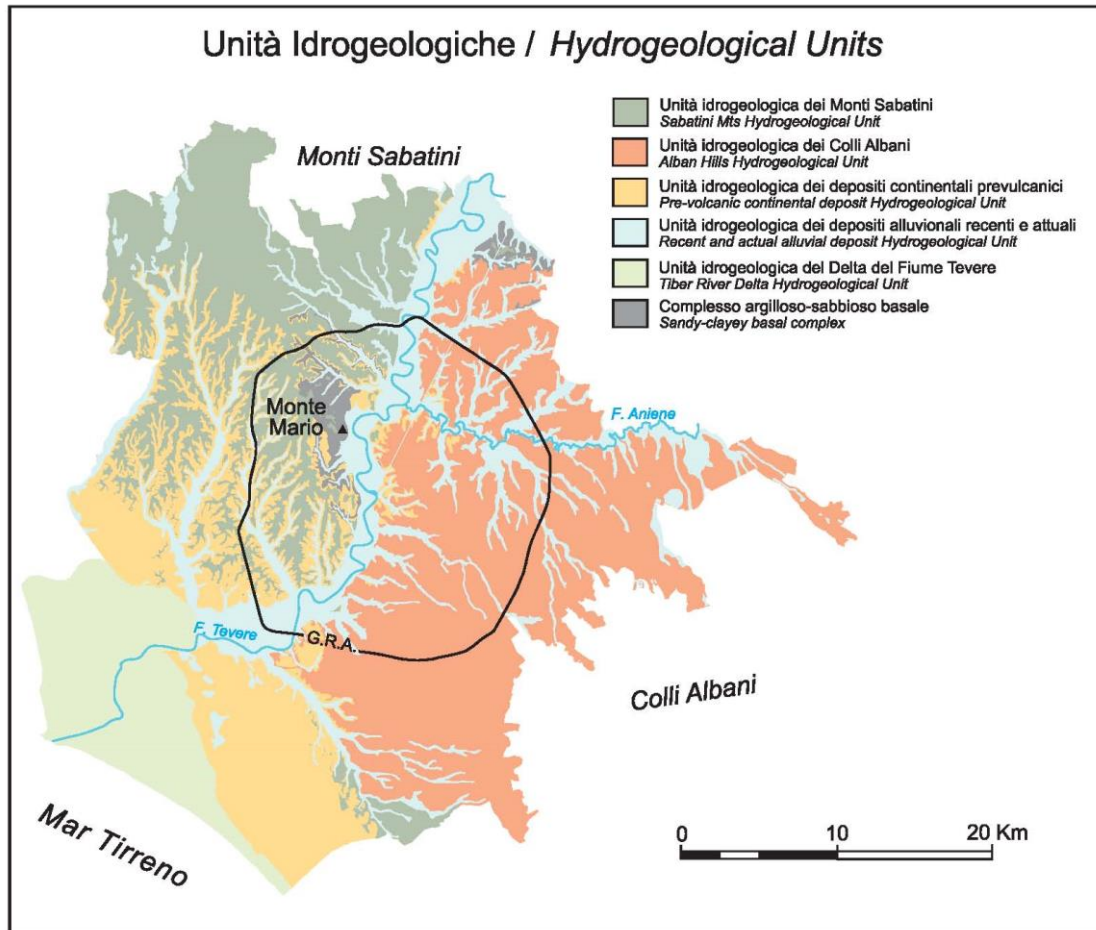 Unità Idrogeologiche / Hydrogeological Units
Unità idrogeologica dei Monti Sabatini
Sabatini Mts Hydrogeological Unit
Unità idrogeologica dei Colli Albani
Alban Hills Hydrogeological Unit
Unità idrogeologica dei depositi continentali prevulcanici
Pre-volcanic continental deposit Hydrogeological Unit
Unità idrogeologica dei depositi alluvionali recenti e attuali
Recent and actual alluvial deposit Hydrogeological Unit
Unità idrogeologica del Delta del Fiume Tevere
Tiber River Delta Hydrogeological Unit
Complesso argilloso-sabbioso basale
Sandy-clayey basal complex
Monti Sabatini
Monte
Mario
F. Aniene
F. Tevere
G.R.A.
Colli Albani
Mar Tirreno
0 10 20 Km